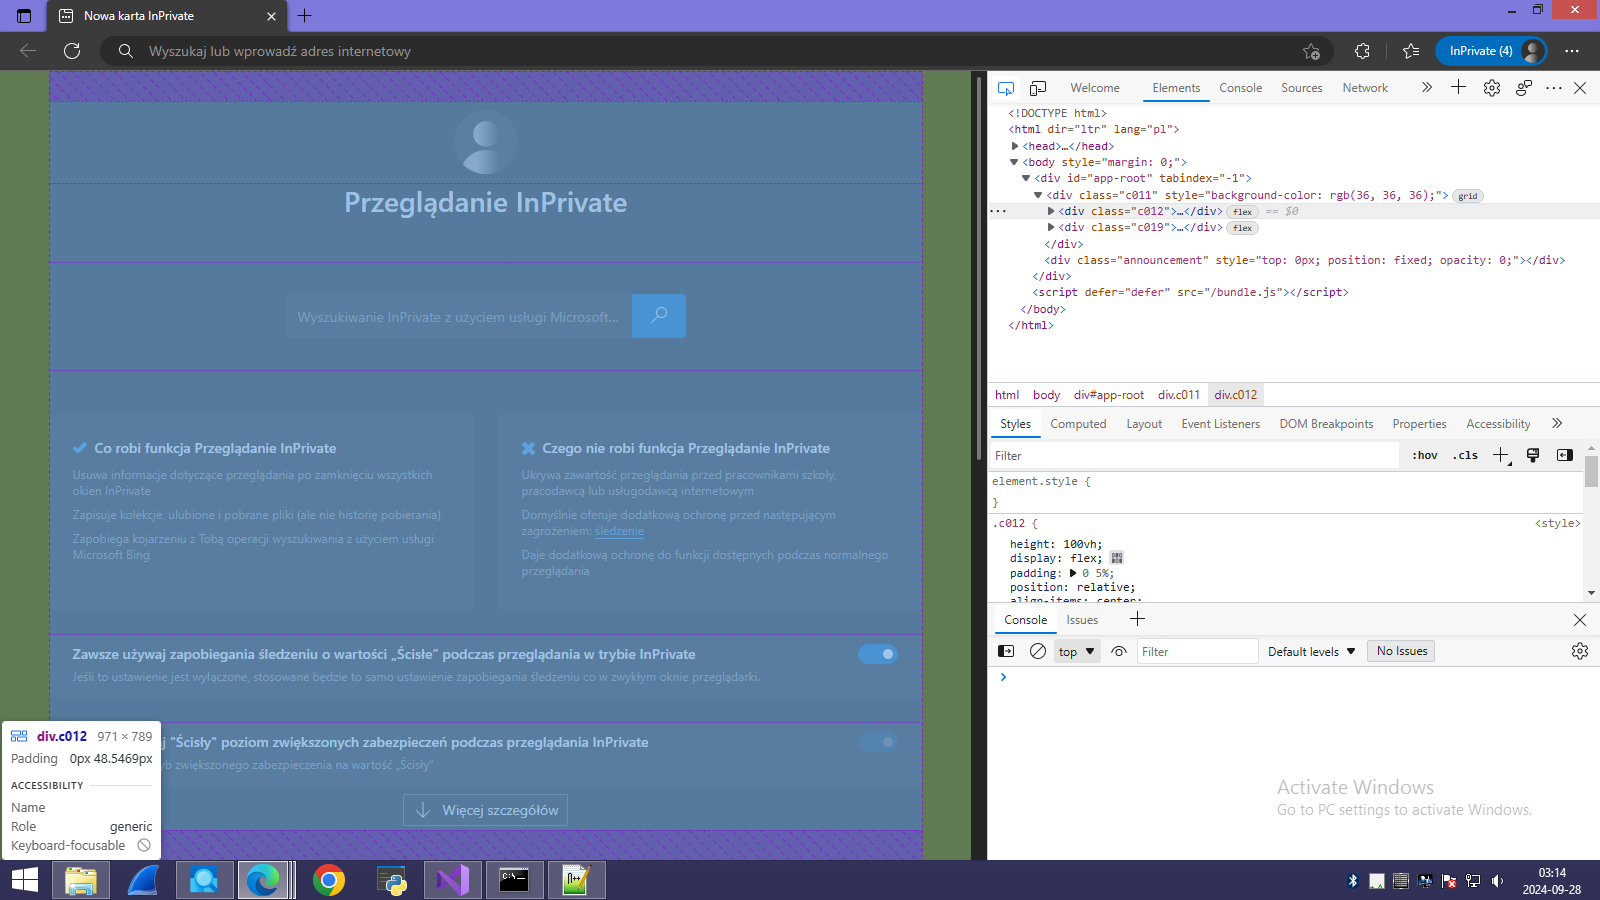 Nowa karta InPrivate
Wyszukaj lub wprowadź adres internetowy
InPrivate (4)
Przeglądanie InPrivate
Wyszukiwanie InPrivate z użyciem usługi Microsoft...
Co robi funkcja Przeglądanie InPrivate
Usuwa informacje dotyczące przeglądania po zamknięciu wszystkich
okien InPrivate
Zapisuje kolekcje, ulubione i pobrane pliki (ale nie historię pobierania)
Zapobiega kojarzeniu z Tobą operacji wyszukiwania z użyciem usługi
Microsoft Bing
Czego nie robi funkcja Przeglądanie InPrivate
Ukrywa zawartość przeglądania przed pracownikami szkoły,
pracodawcą lub usługodawcą internetowym
Domyślnie oferuje dodatkową ochronę przed następującym
zagrożeniem: śledzenie
Daje dodatkową ochronę do funkcji dostępnych podczas normalnego
przeglądania
Zawsze używaj zapobiegania śledzeniu o wartości „Ścisłe” podczas przeglądania w trybie InPrivate
Jeśli to ustawienie jest wyłączone, stosowane będzie to samo ustawienie zapobiegania śledzeniu co w zwykłym oknie przeglądarki.
j "Ścisły" poziom zwiększonych zabezpieczeń podczas przeglądania InPrivate
yb zwiększonego zabezpieczenia na wartość „Ścisły”
Więcej szczegółów
div.c012 971 × 789
Padding 0px 48.5469px
ACCESSIBILITY
Name
Role generic
Keyboard-focusable
Welcome Elements Console Sources Network
<!DOCTYPE html>
<html dir="ltr" lang="pl">
<head>…</head>
<body style="margin: 0;">
<div id="app-root" tabindex="-1">
<div class="c011" style="background-color: rgb(36, 36, 36);"> grid
<div class="c012">…</div> flex == $0
<div class="c019">…</div> flex
</div>
<div class="announcement" style="top: 0px; position: fixed; opacity: 0;"></div>
</div>
<script defer="defer" src="/bundle.js"></script>
</body>
</html>
html body div#app-root div.c011 div.c012
Styles Computed Layout Event Listeners DOM Breakpoints Properties Accessibility
Filter :hov .cls
element.style {
}
.c012 { <style>
height: 100vh;
display: flex;
padding: 0 5%;
position: relative;
align-items: center;
Console Issues
top Filter Default levels No Issues
Activate Windows
Go to PC settings to activate Windows.
03:14
2024-09-28